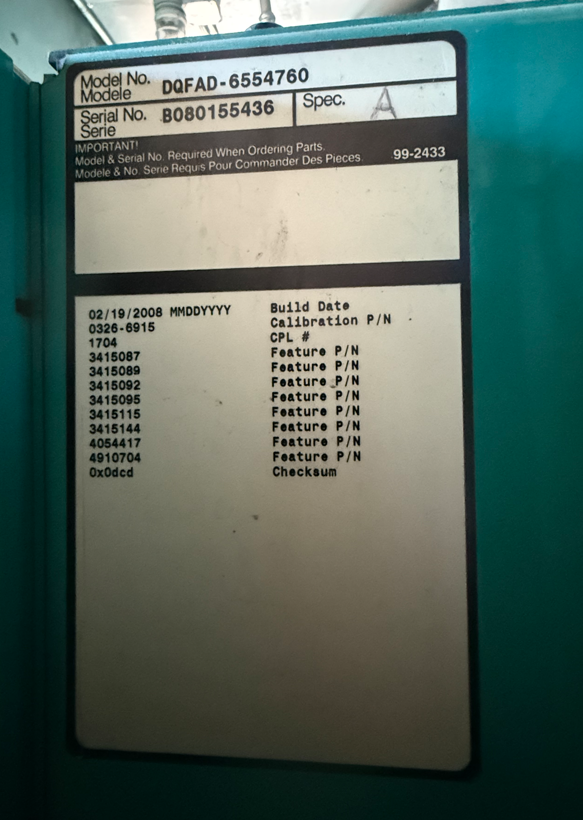 Model No. DQFAD-6554760
Modele
Serial No. B080155436 Spec. A
Serie
IMPORTANT!
Model & Serial No. Required When Ordering Parts.
Modele & No. Serie Requis Pour Commander Des Pieces 99-2433
02/19/2008 MMDDYYYY Build Date
0326-6915 Calibration P/N
1704 CPL #
3415087 Feature P/N
3415089 Feature P/N
3415092 Feature P/N
3415095 Feature P/N
3415115 Feature P/N
3415144 Feature P/N
4054417 Feature P/N
4910704 Feature P/N
0x0dcd Checksum